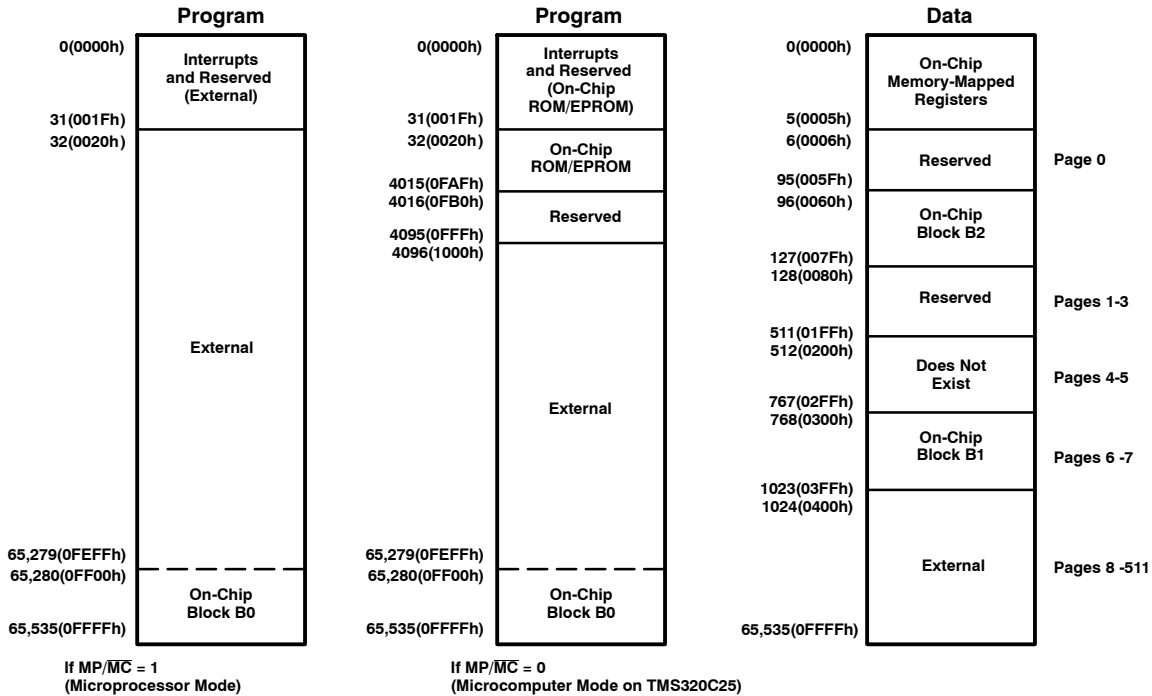 Program
0(0000h)
Interrupts
and Reserved
(External)
31(001Fh)
32(0020h)
External
65,279(0FEFFh)
65,280(0FF00h)
On-Chip
Block B0
65,535(0FFFFh)
If MP/M̅C̅ = 1
(Microprocessor Mode)
Program
0(0000h)
Interrupts
and Reserved
(On-Chip
ROM/EPROM)
31(001Fh)
32(0020h)
On-Chip
ROM/EPROM
4015(0FAFh)
4016(0FB0h)
Reserved
4095(0FFFh)
4096(1000h)
External
65,279(0FEFFh)
65,280(0FF00h)
On-Chip
Block B0
65,535(0FFFFh)
If MP/M̅C̅ = 0
(Microcomputer Mode on TMS320C25)
Data
0(0000h)
On-Chip
Memory-Mapped
Registers
5(0005h)
6(0006h)
Reserved
Page 0
95(005Fh)
96(0060h)
On-Chip
Block B2
127(007Fh)
128(0080h)
Reserved
Pages 1-3
511(01FFh)
512(0200h)
Does Not
Exist
Pages 4-5
767(02FFh)
768(0300h)
On-Chip
Block B1
Pages 6 -7
1023(03FFh)
1024(0400h)
External
Pages 8 -511
65,535(0FFFFh)